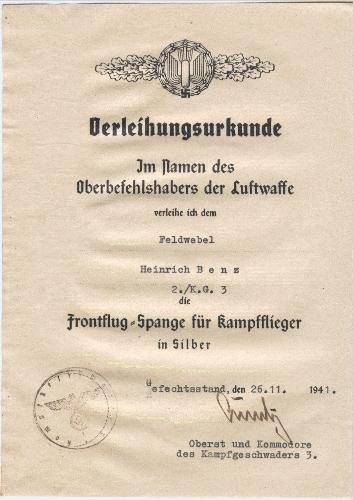 Verleihungsurkunde
Im Namen des
Oberbefehlshabers der Luftwaffe
verleihe ich dem
Feldwebel
Heinrich B e n z
2./K.G. 3
die
Frontflug-Spange für Kampfflieger
in Silber
Gefechtsstand, den 26.11. 1941.
Oberst und Kommodore
des Kampfgeschwaders 3.